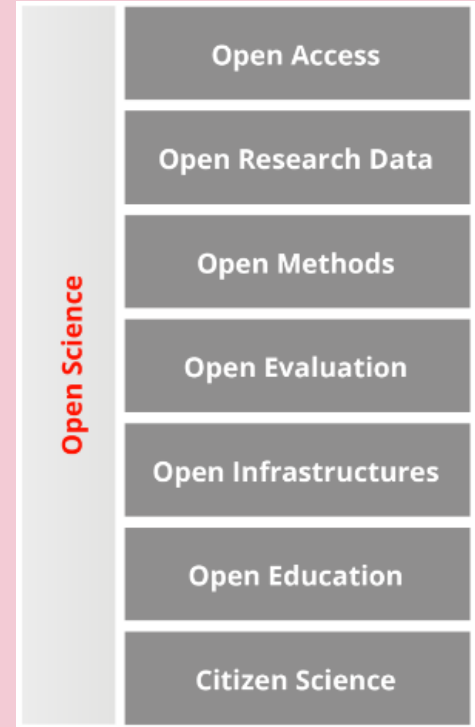 Open Science
Open Access
Open Research Data
Open Methods
Open Evaluation
Open Infrastructures
Open Education
Citizen Science